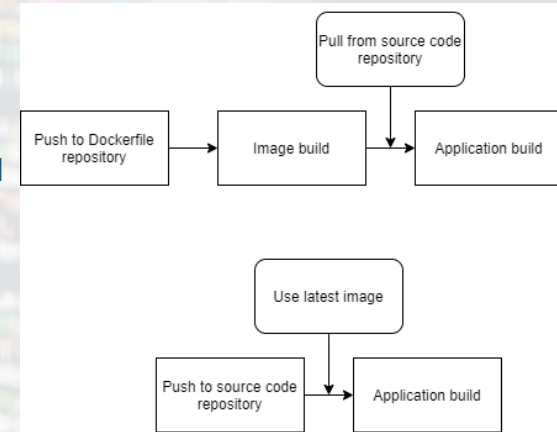 Pull from source code
repository
Push to Dockerfile
repository
Image build
Application build
Use latest image
Push to source code
repository
Application build